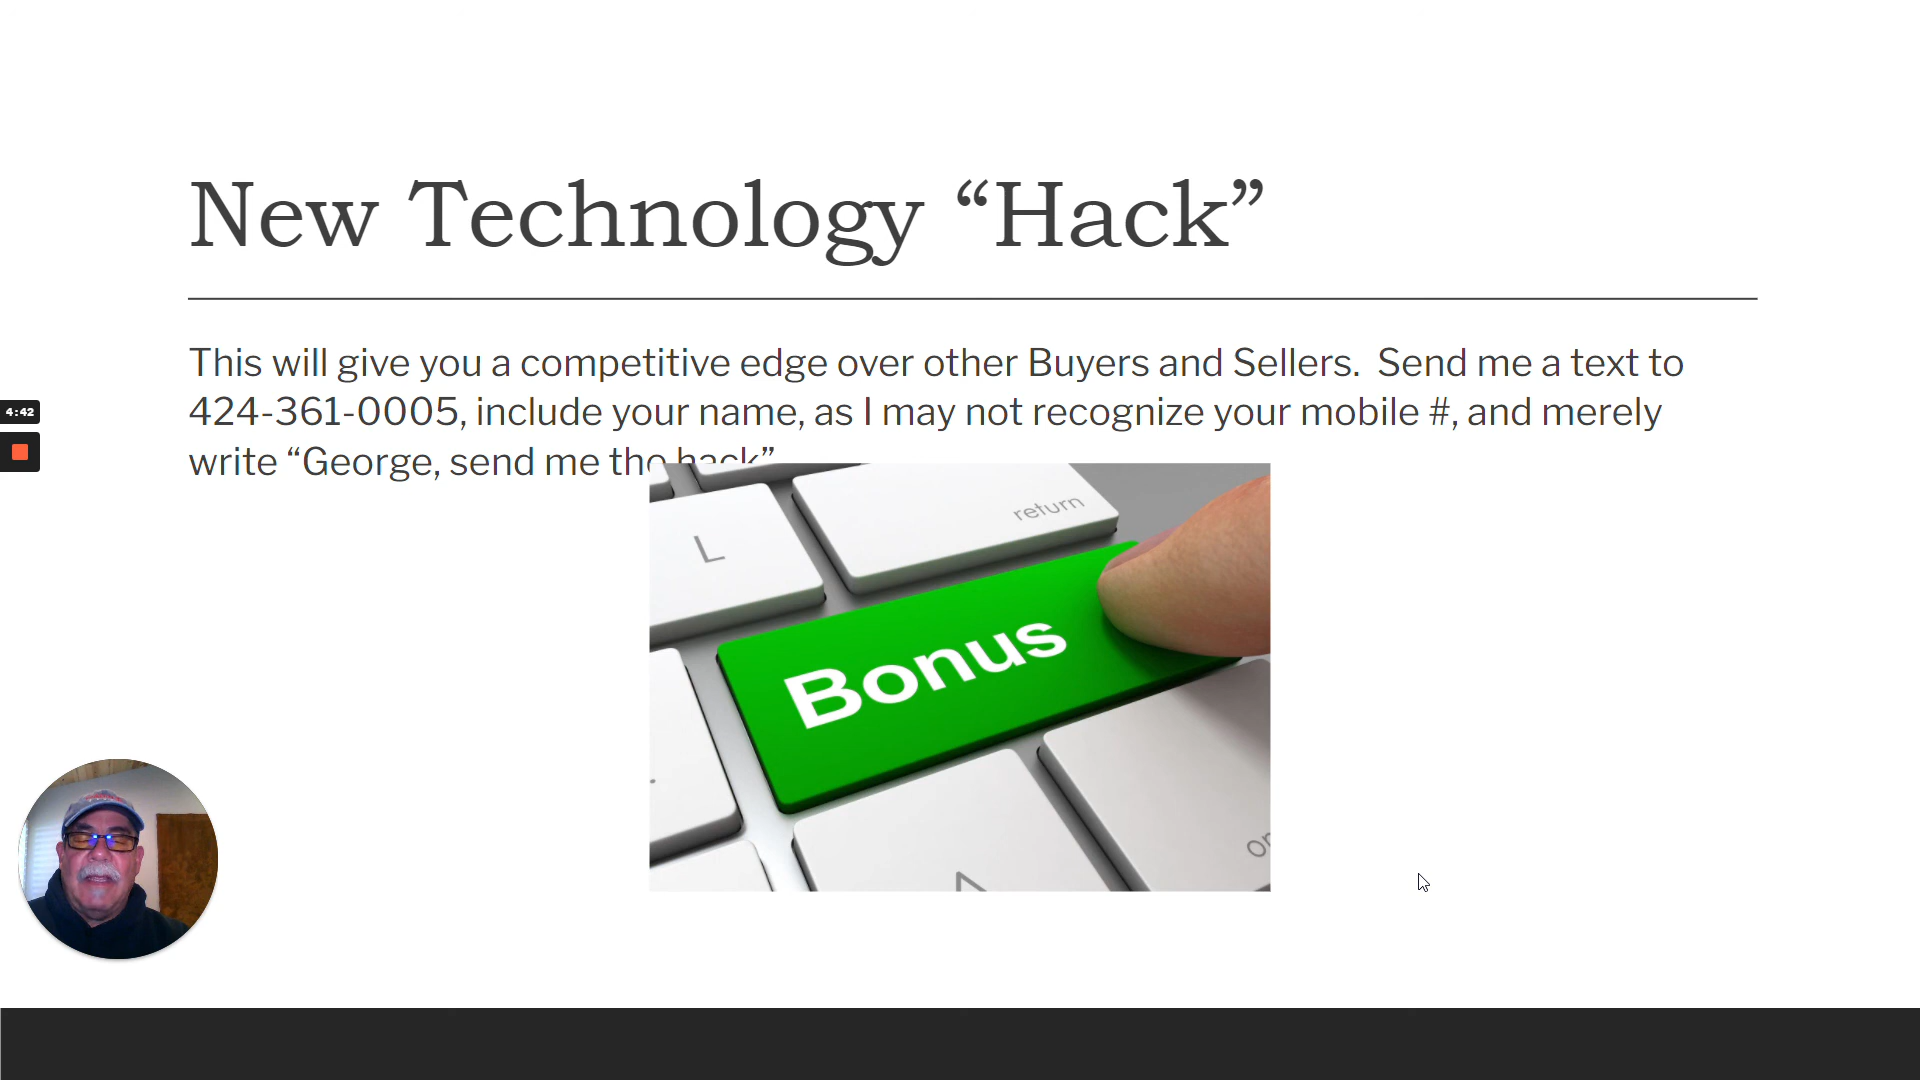 New Technology “Hack”
This will give you a competitive edge over other Buyers and Sellers.  Send me a text to
424-361-0005, include your name, as I may not recognize your mobile #, and merely
write “George, send me the hack”
4:42
return
L
Bonus